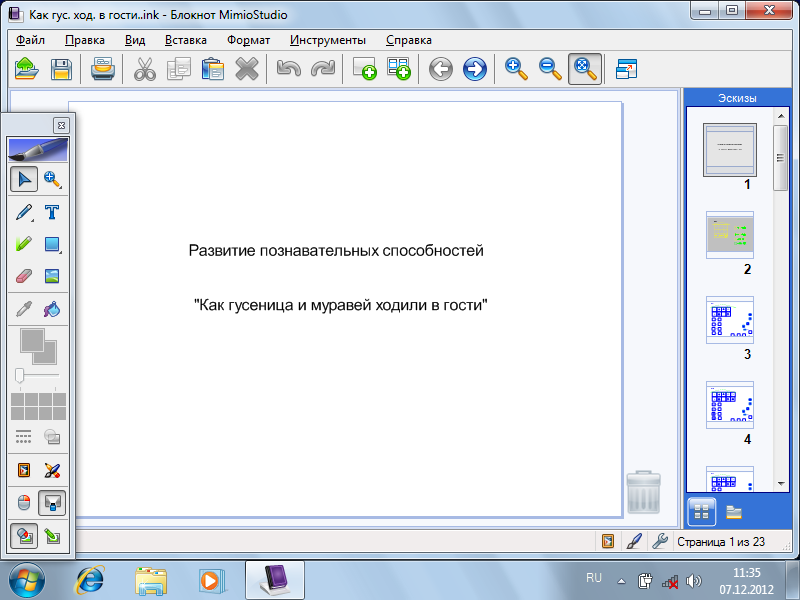 Как гус. ход. в гости..ink - Блокнот MimioStudio
Файл Правка Вид Вставка Формат Инструменты Справка
Эскизы
1
2
3
4
Развитие познавательных способностей
"Как гусеница и муравей ходили в гости"
Страница 1 из 23
RU
11:35
07.12.2012